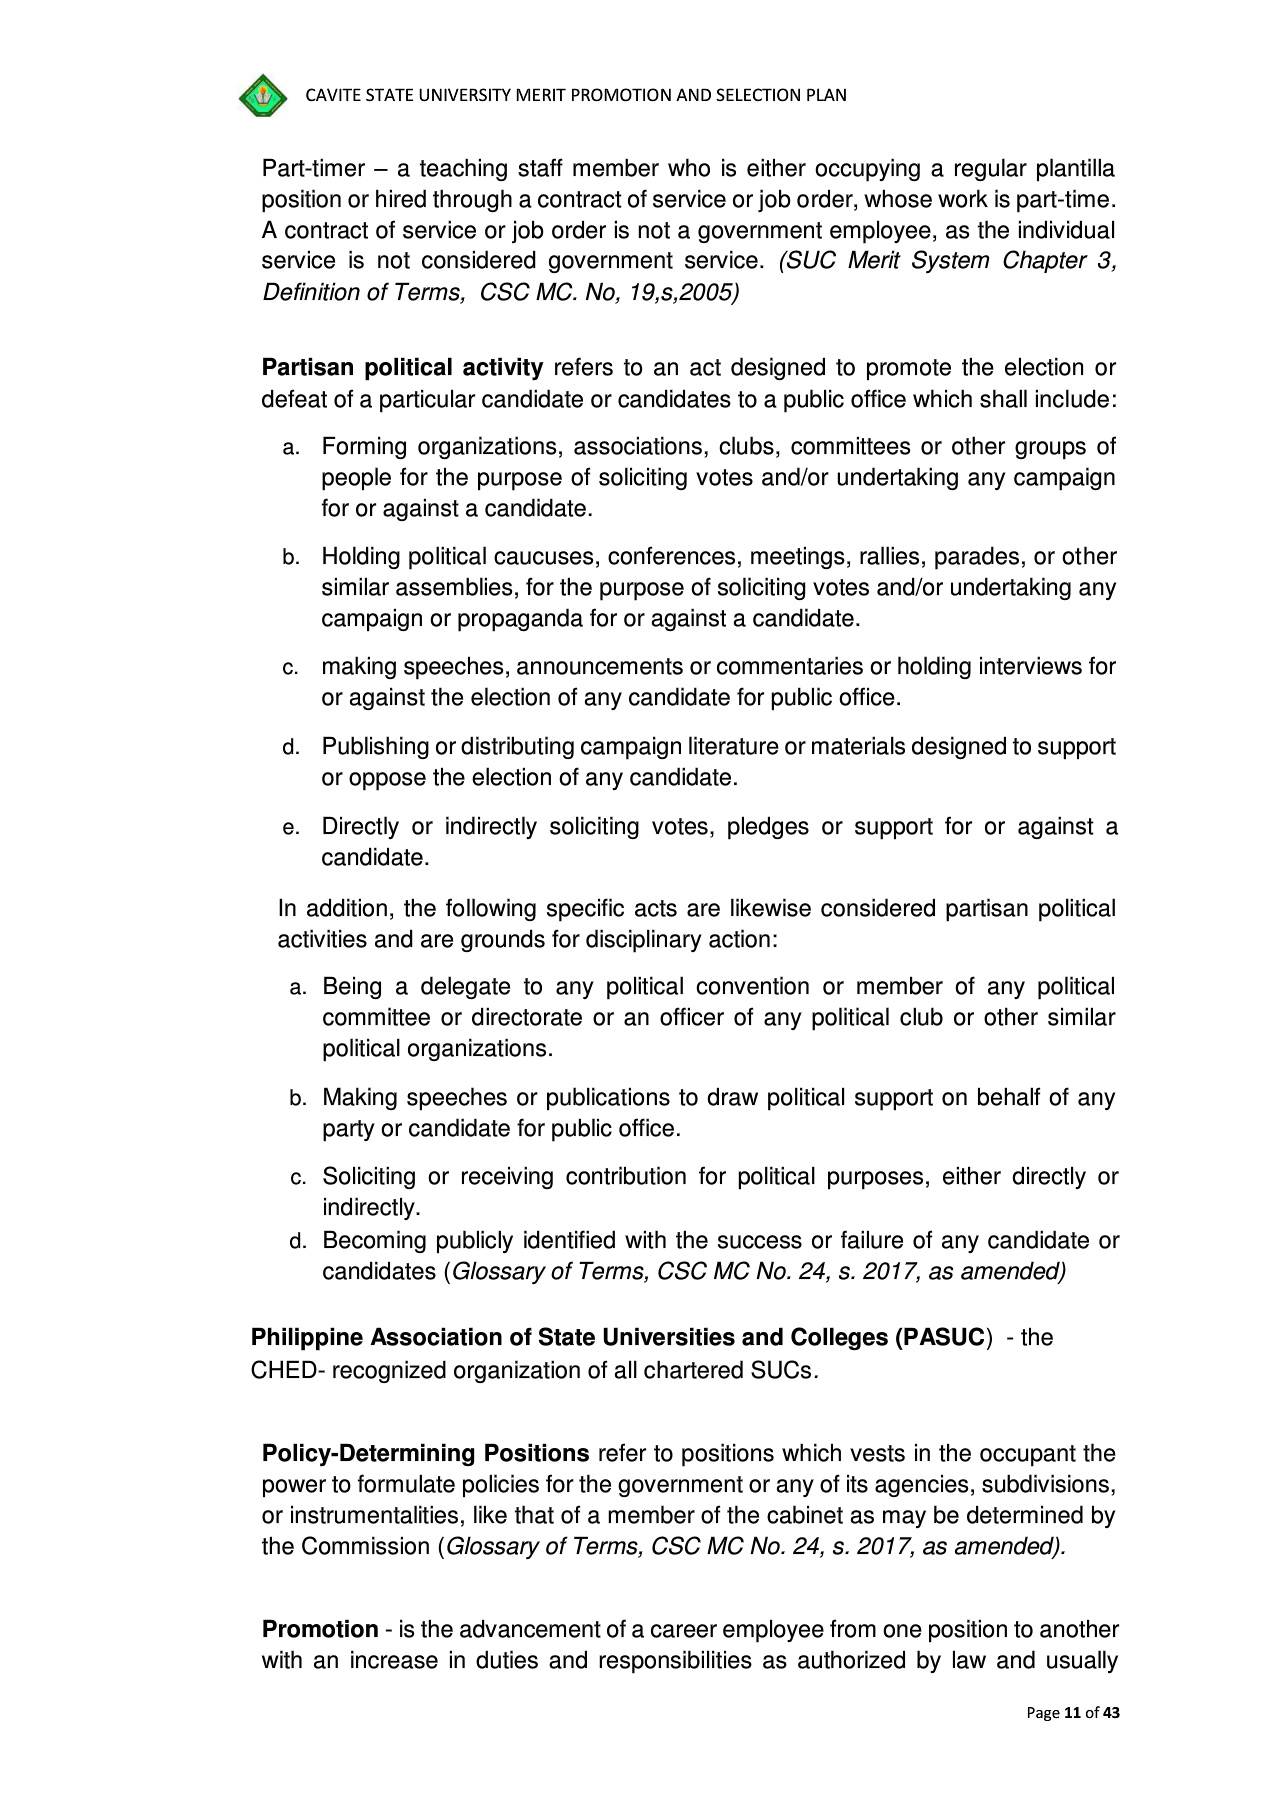 CAVITE STATE UNIVERSITY MERIT PROMOTION AND SELECTION PLAN
Part-timer – a teaching staff member who is either occupying a regular plantilla
position or hired through a contract of service or job order, whose work is part-time.
A contract of service or job order is not a government employee, as the individual
service is not considered government service. (SUC Merit System Chapter 3,
Definition of Terms, CSC MC. No, 19,s,2005)
Partisan political activity refers to an act designed to promote the election or
defeat of a particular candidate or candidates to a public office which shall include:
a. Forming organizations, associations, clubs, committees or other groups of
people for the purpose of soliciting votes and/or undertaking any campaign
for or against a candidate.
b. Holding political caucuses, conferences, meetings, rallies, parades, or other
similar assemblies, for the purpose of soliciting votes and/or undertaking any
campaign or propaganda for or against a candidate.
c. making speeches, announcements or commentaries or holding interviews for
or against the election of any candidate for public office.
d. Publishing or distributing campaign literature or materials designed to support
or oppose the election of any candidate.
e. Directly or indirectly soliciting votes, pledges or support for or against a
candidate.
In addition, the following specific acts are likewise considered partisan political
activities and are grounds for disciplinary action:
a. Being a delegate to any political convention or member of any political
committee or directorate or an officer of any political club or other similar
political organizations.
b. Making speeches or publications to draw political support on behalf of any
party or candidate for public office.
c. Soliciting or receiving contribution for political purposes, either directly or
indirectly.
d. Becoming publicly identified with the success or failure of any candidate or
candidates (Glossary of Terms, CSC MC No. 24, s. 2017, as amended)
Philippine Association of State Universities and Colleges (PASUC) - the
CHED- recognized organization of all chartered SUCs.
Policy-Determining Positions refer to positions which vests in the occupant the
power to formulate policies for the government or any of its agencies, subdivisions,
or instrumentalities, like that of a member of the cabinet as may be determined by
the Commission (Glossary of Terms, CSC MC No. 24, s. 2017, as amended).
Promotion - is the advancement of a career employee from one position to another
with an increase in duties and responsibilities as authorized by law and usually
Page 11 of 43